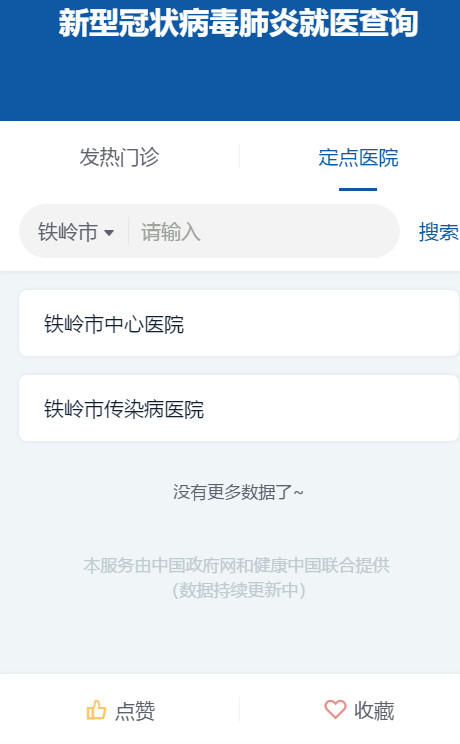 新型冠状病毒肺炎就医查询
发热门诊 定点医院
铁岭市 请输入 搜索
铁岭市中心医院
铁岭市传染病医院
没有更多数据了~
本服务由中国政府网和健康中国联合提供
(数据持续更新中)
点赞 收藏